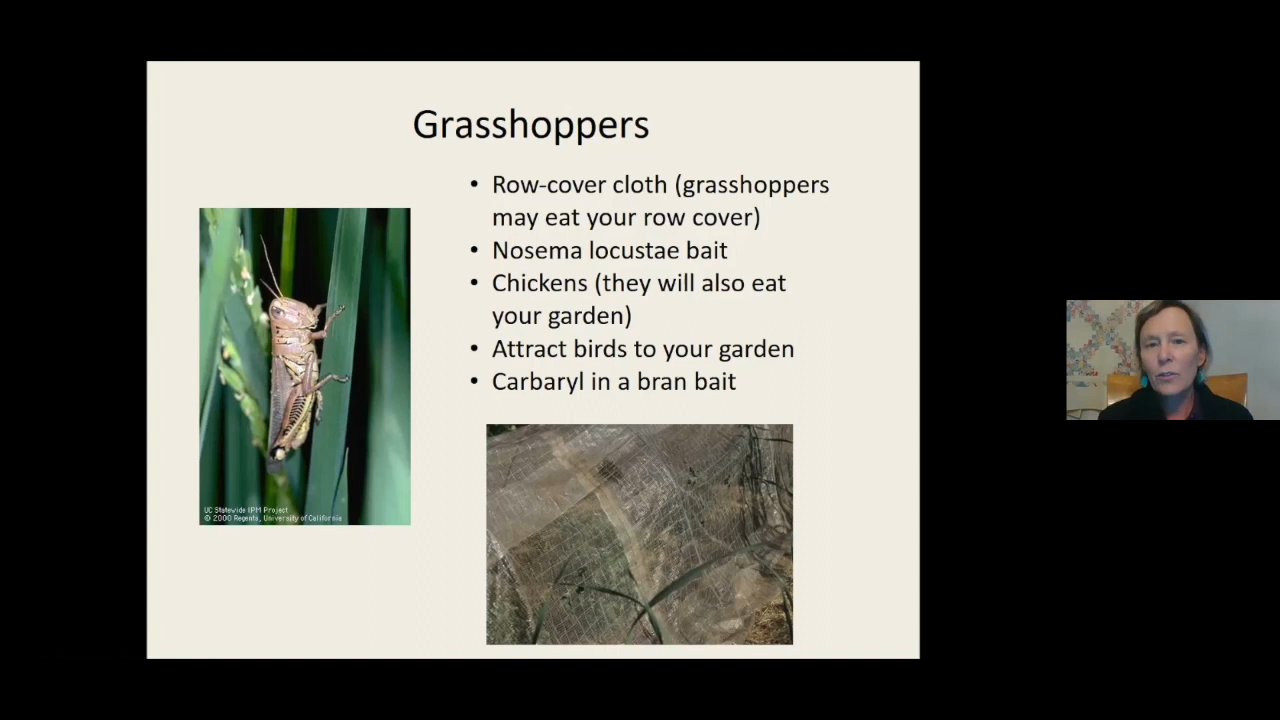 Grasshoppers
• Row-cover cloth (grasshoppers
may eat your row cover)
• Nosema locustae bait
• Chickens (they will also eat
your garden)
• Attract birds to your garden
• Carbaryl in a bran bait
UC Statewide IPM Project
© 2000 Regents, University of California